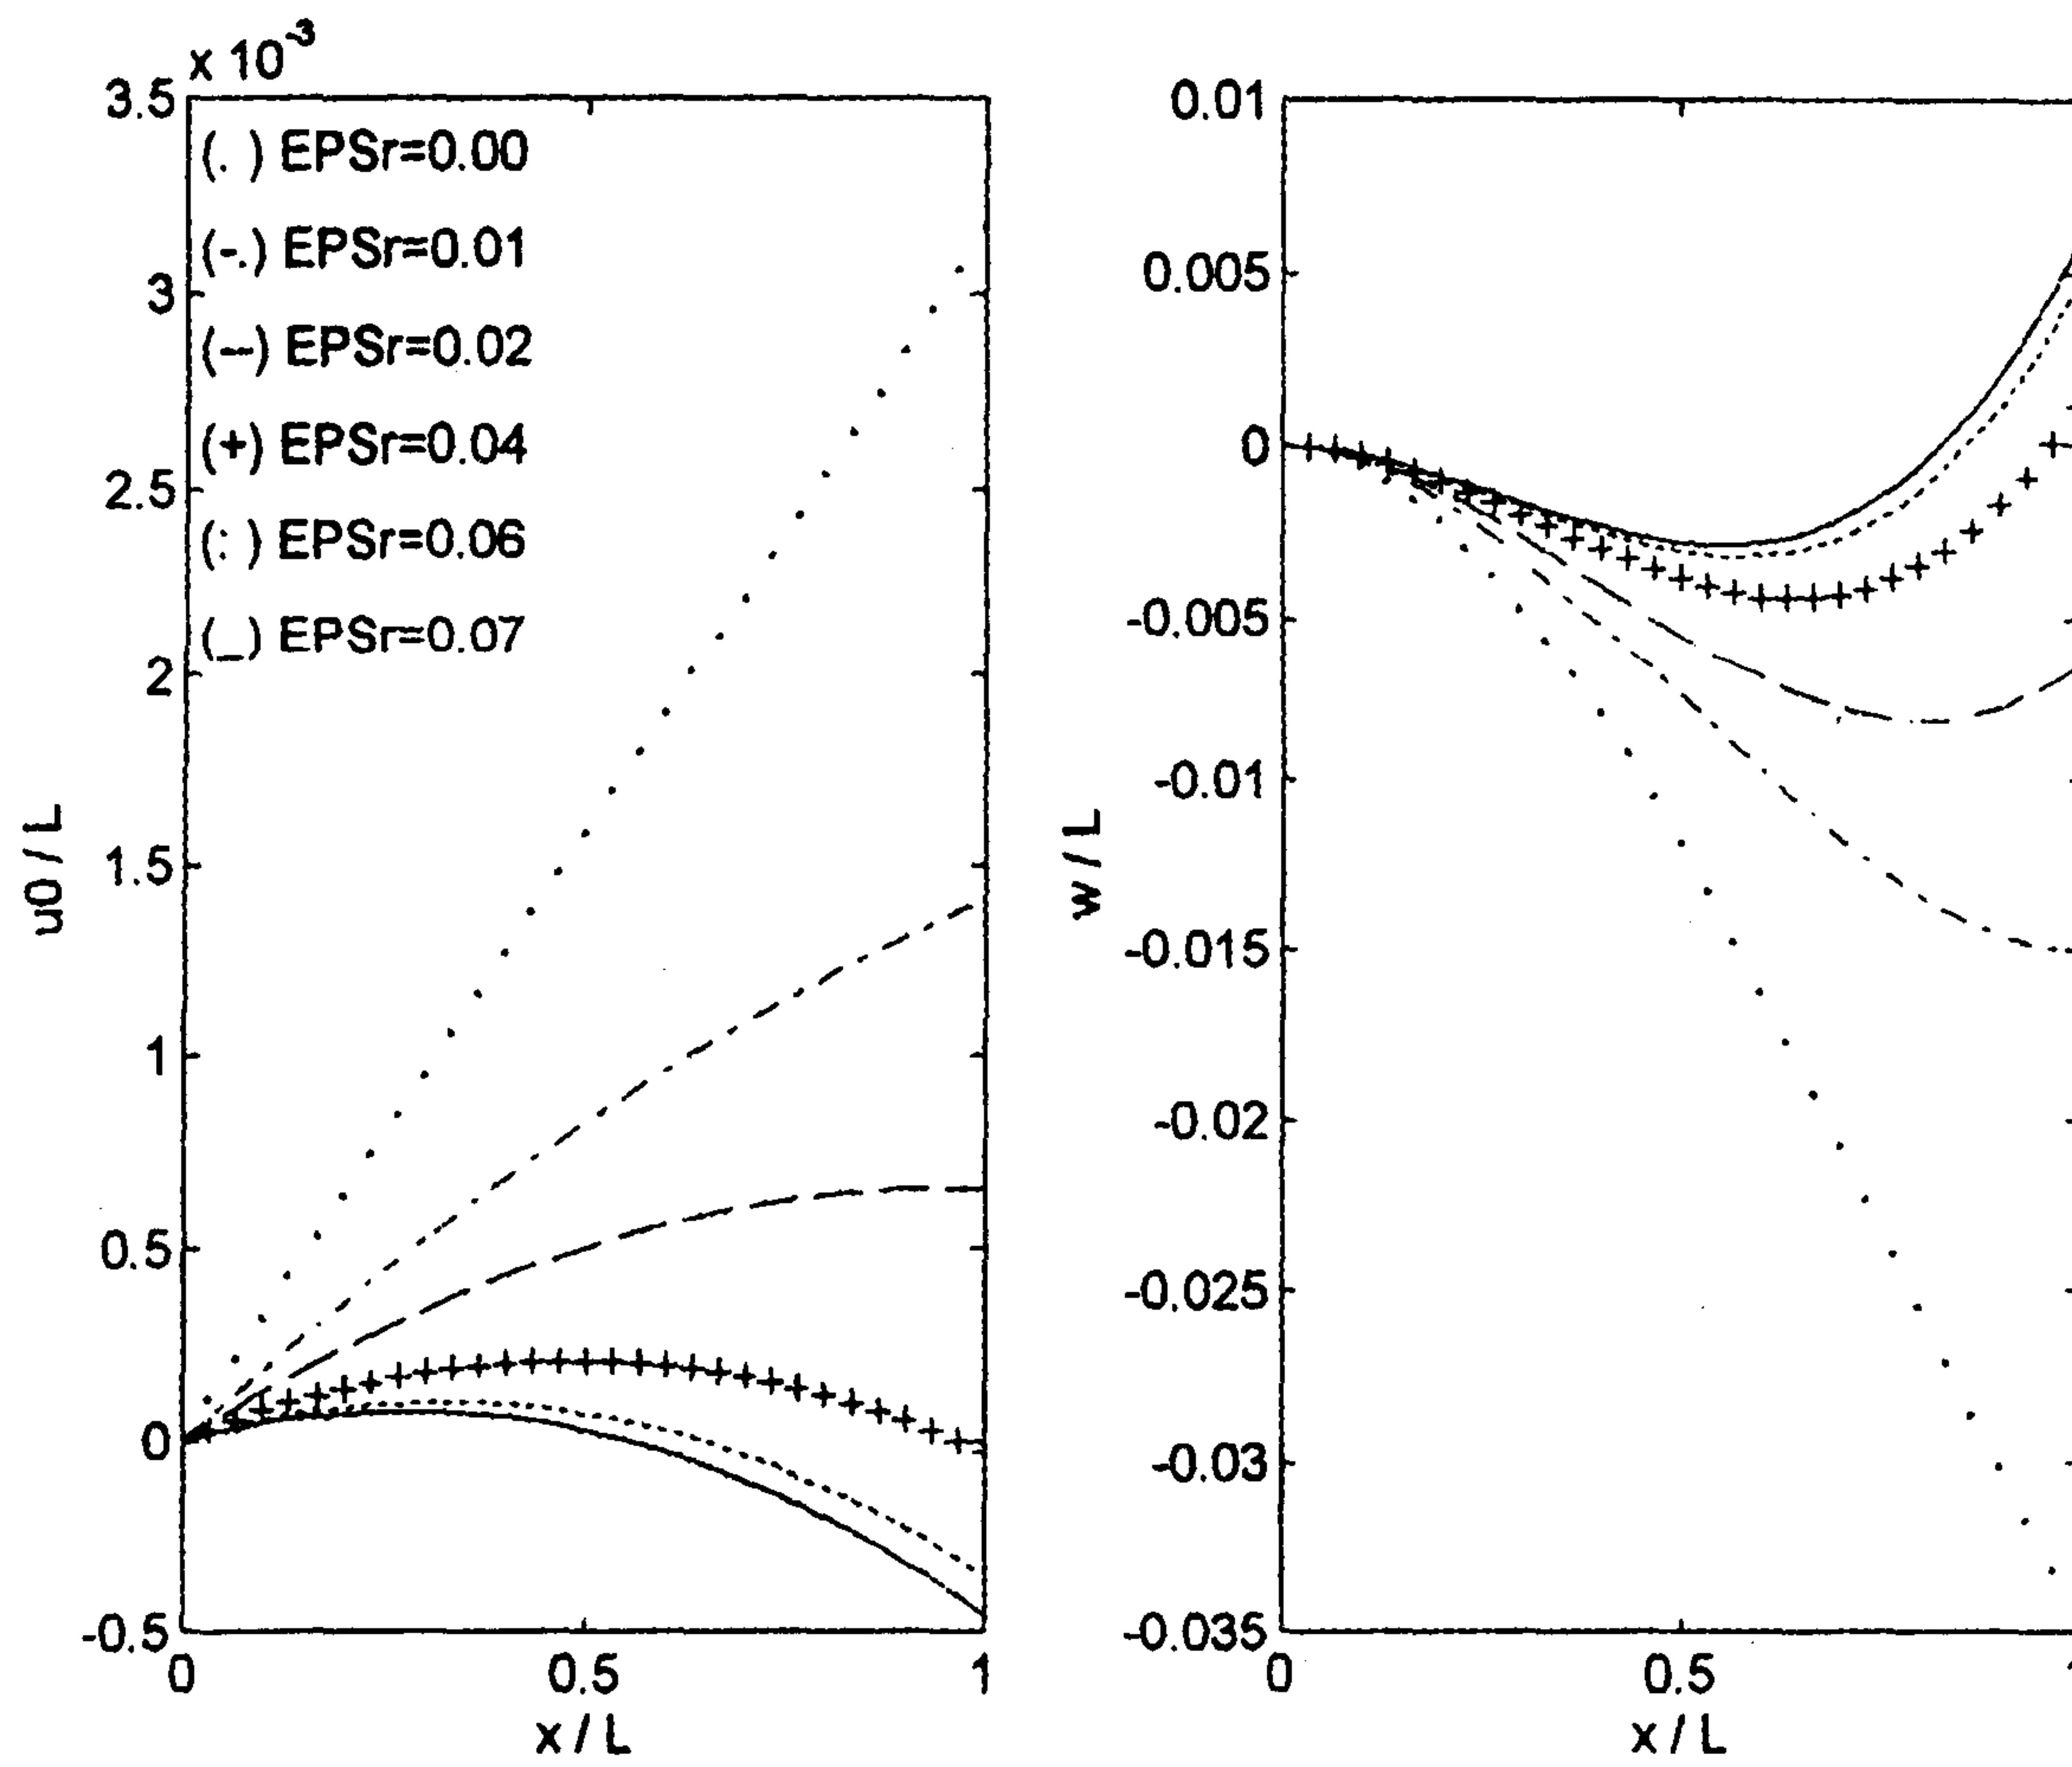 x 10-3
3.5
(. ) EPSr=0.00
(-.) EPSr=0.01
3
(--) EPSr=0.02
(+) EPSr=0.04
2.5
(: ) EPSr=0.06
(_) EPSr=0.07
2
1.5
1
0.5
0
-0.5
u0 / L
0
0.5
1
x / L
0.01
0.005
0
-0.005
-0.01
-0.015
-0.02
-0.025
-0.03
-0.035
w / L
0
0.5
x / L